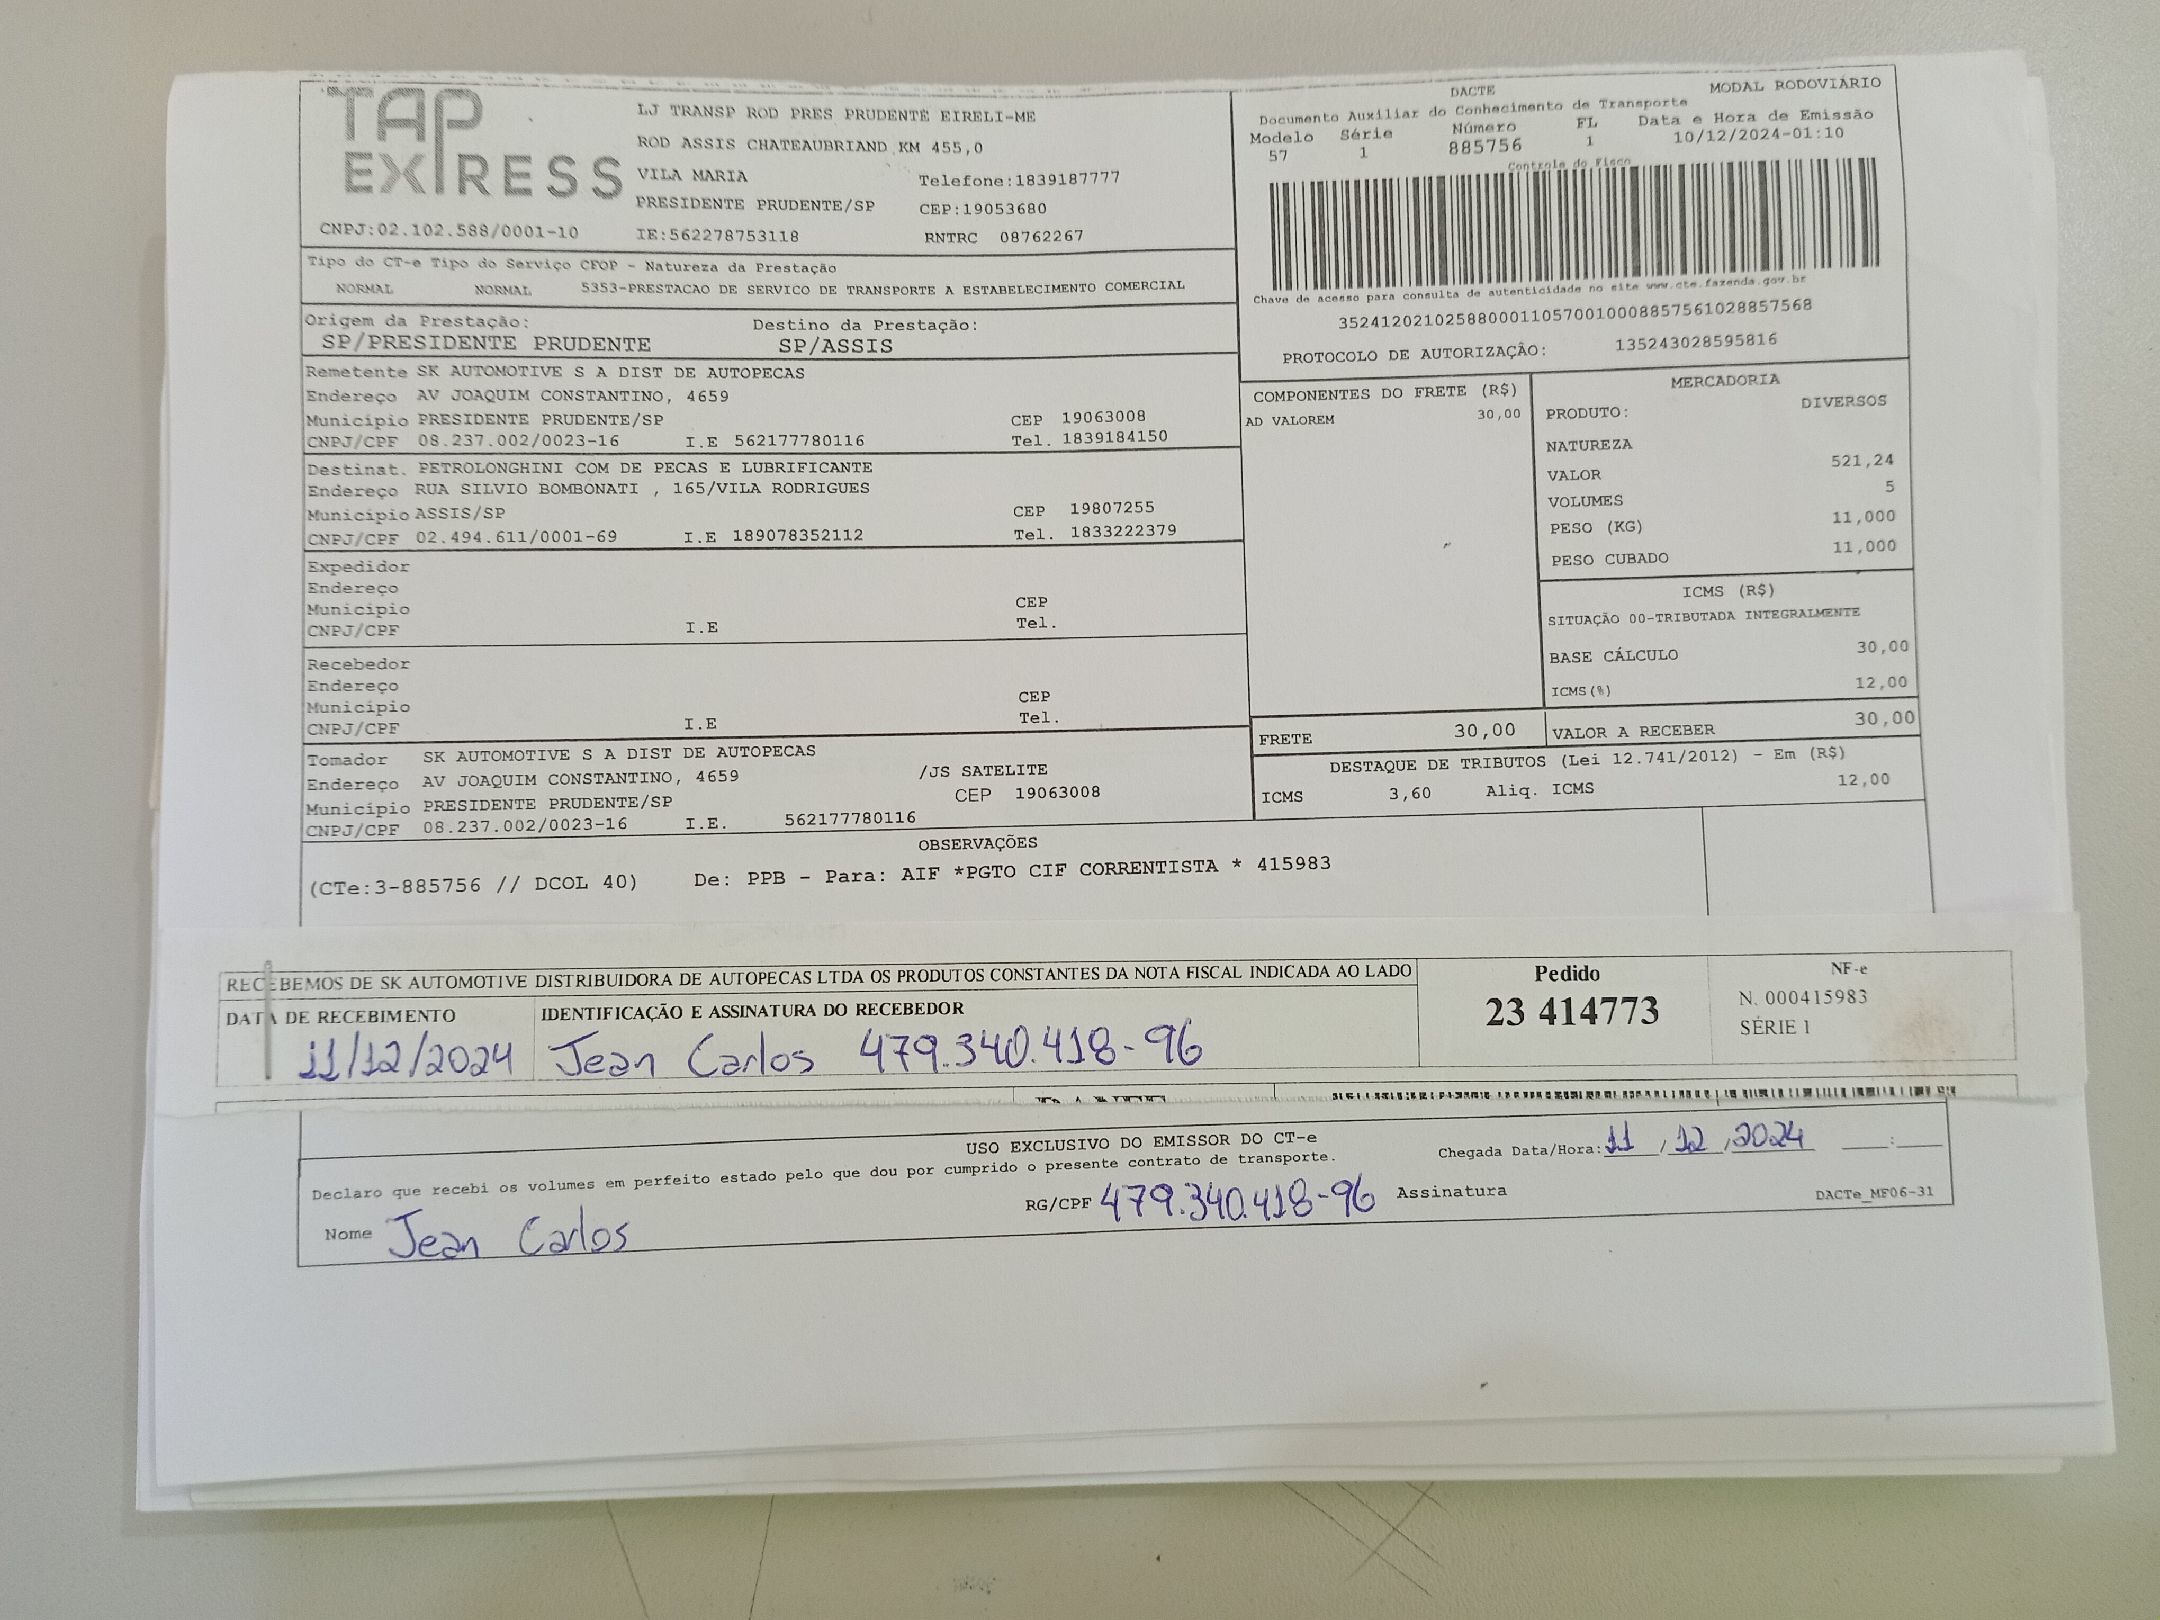 TAP EXPRESS
LJ TRANSP ROD PRES PRUDENTE EIRELI-ME
ROD ASSIS CHATEAUBRIAND KM 455,0
VILA MARIA Telefone:1839187777
PRESIDENTE PRUDENTE/SP CEP:19053680
CNPJ:02.102.588/0001-10 IE:562278753118 RNTRC 08762267
DACTE MODAL RODOVIÁRIO
Documento Auxiliar do Conhecimento de Transporte
Modelo Série Número FL Data e Hora de Emissão
57 1 885756 1 10/12/2024-01:10
Controle do Fisco
Chave de acesso para consulta de autenticidade no site www.cte.fazenda.gov.br
35241202102588000110570010008857561028857568
PROTOCOLO DE AUTORIZAÇÃO: 135243028595816
Tipo do CT-e Tipo do Serviço CFOP - Natureza da Prestação
NORMAL NORMAL 5353-PRESTACAO DE SERVICO DE TRANSPORTE A ESTABELECIMENTO COMERCIAL
Origem da Prestação: Destino da Prestação:
SP/PRESIDENTE PRUDENTE SP/ASSIS
Remetente SK AUTOMOTIVE S A DIST DE AUTOPECAS
Endereço AV JOAQUIM CONSTANTINO, 4659
Município PRESIDENTE PRUDENTE/SP CEP 19063008
CNPJ/CPF 08.237.002/0023-16 I.E 562177780116 Tel. 1839184150
Destinat. PETROLONGHINI COM DE PECAS E LUBRIFICANTE
Endereço RUA SILVIO BOMBONATI , 165/VILA RODRIGUES
Município ASSIS/SP CEP 19807255
CNPJ/CPF 02.494.611/0001-69 I.E 189078352112 Tel. 1833222379
Expedidor
Endereço
Município CEP
CNPJ/CPF I.E Tel.
Recebedor
Endereço
Município CEP
CNPJ/CPF I.E Tel.
Tomador SK AUTOMOTIVE S A DIST DE AUTOPECAS
Endereço AV JOAQUIM CONSTANTINO, 4659 /JS SATELITE
Município PRESIDENTE PRUDENTE/SP CEP 19063008
CNPJ/CPF 08.237.002/0023-16 I.E. 562177780116
COMPONENTES DO FRETE (R$)
AD VALOREM 30,00
MERCADORIA
PRODUTO: DIVERSOS
NATUREZA
VALOR 521,24
VOLUMES 5
PESO (KG) 11,000
PESO CUBADO 11,000
ICMS (R$)
SITUAÇÃO 00-TRIBUTADA INTEGRALMENTE
BASE CÁLCULO 30,00
ICMS(%) 12,00
FRETE 30,00 VALOR A RECEBER 30,00
DESTAQUE DE TRIBUTOS (Lei 12.741/2012) - Em (R$)
ICMS 3,60 Aliq. ICMS 12,00
OBSERVAÇÕES
(CTe:3-885756 // DCOL 40) De: PPB - Para: AIF *PGTO CIF CORRENTISTA * 415983
RECEBEMOS DE SK AUTOMOTIVE DISTRIBUIDORA DE AUTOPECAS LTDA OS PRODUTOS CONSTANTES DA NOTA FISCAL INDICADA AO LADO
DATA DE RECEBIMENTO IDENTIFICAÇÃO E ASSINATURA DO RECEBEDOR
11/12/2024 Jean Carlos 479.340.418-96
Pedido
23 414773
NF-e
N. 000415983
SÉRIE 1
USO EXCLUSIVO DO EMISSOR DO CT-e
Declaro que recebi os volumes em perfeito estado pelo que dou por cumprido o presente contrato de transporte.
Chegada Data/Hora: 11 / 12 / 2024 :
Nome Jean Carlos RG/CPF 479.340.418-96 Assinatura DACTe_MF06-31